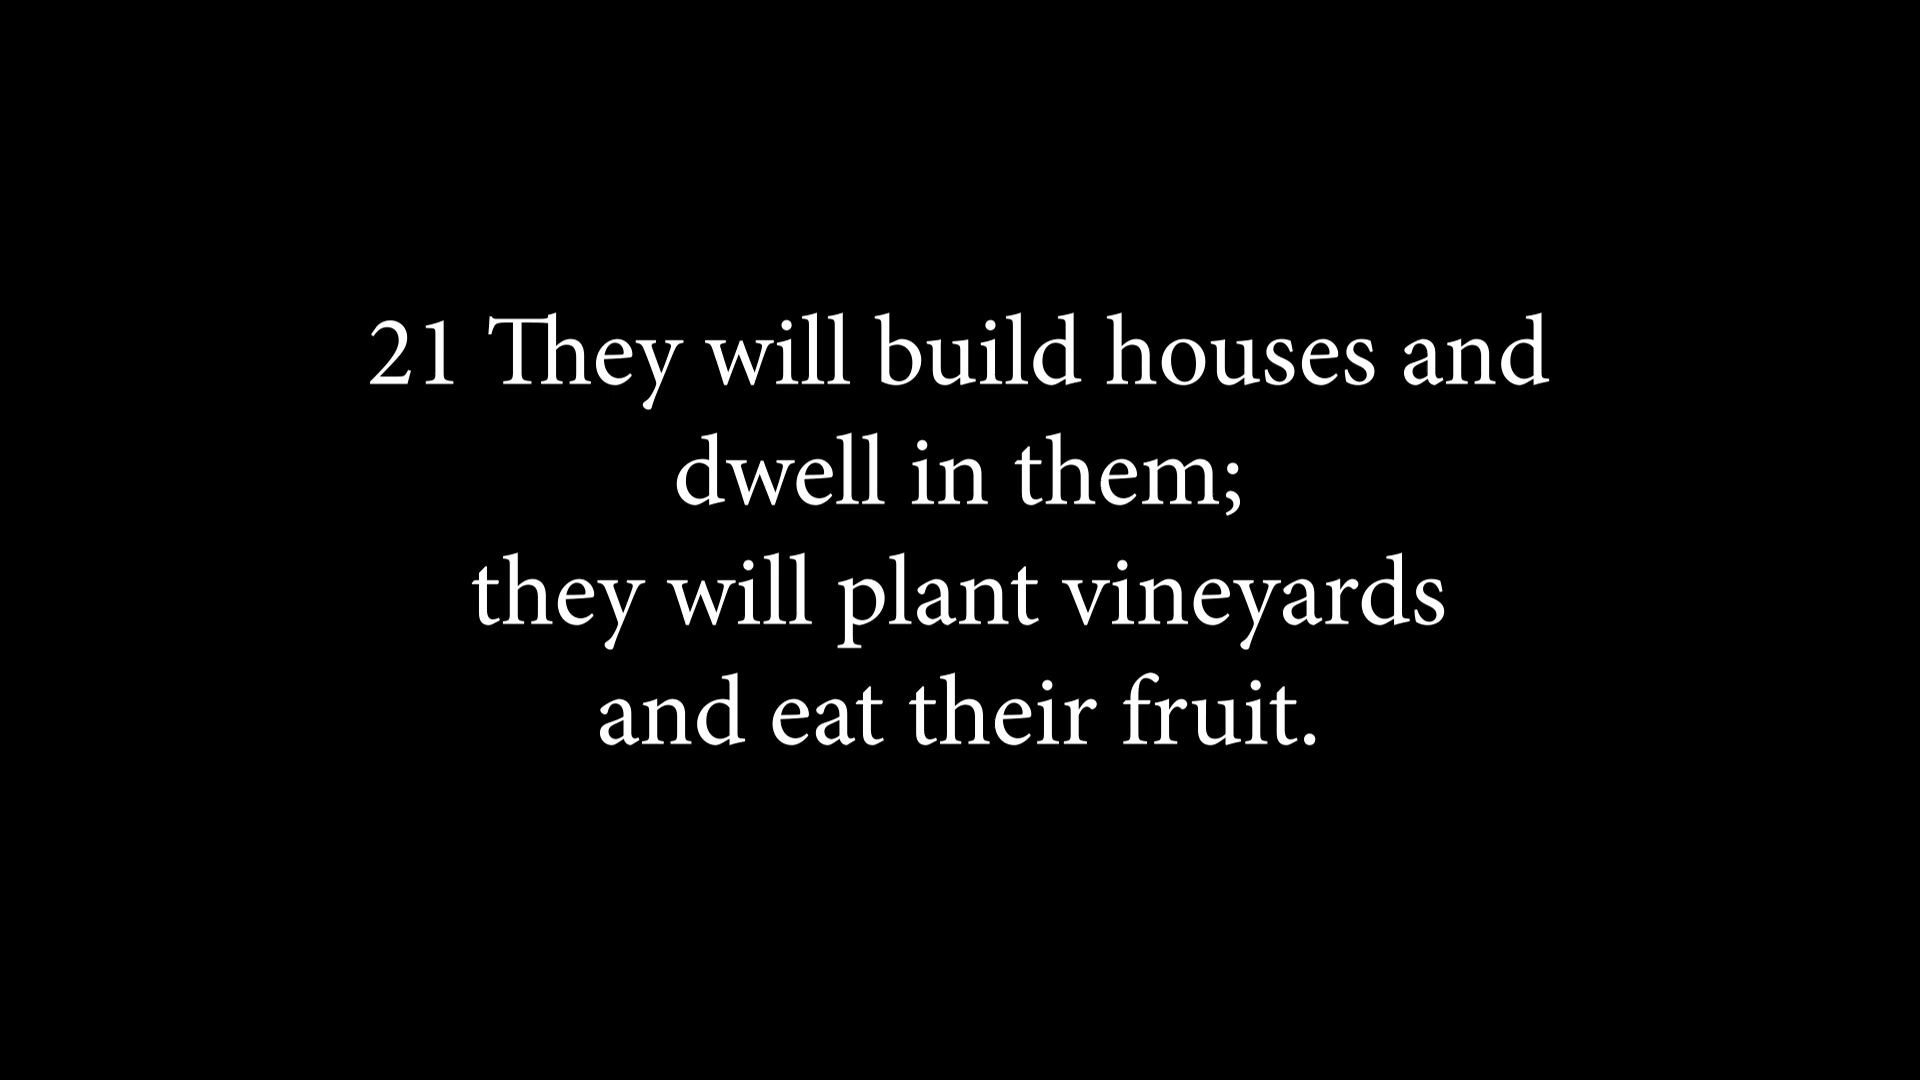 21 They will build houses and
dwell in them;
they will plant vineyards
and eat their fruit.